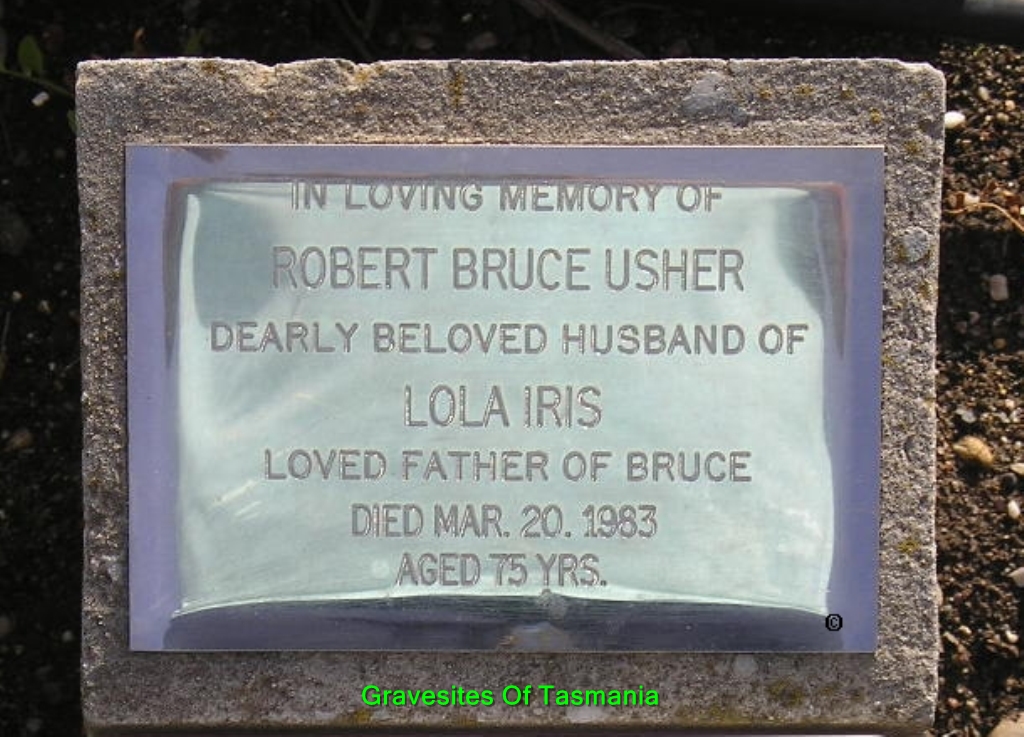 IN LOVING MEMORY OF
ROBERT BRUCE USHER
DEARLY BELOVED HUSBAND OF
LOLA IRIS
LOVED FATHER OF BRUCE
DIED MAR. 20. 1983
AGED 75 YRS.
©
Gravesites Of Tasmania